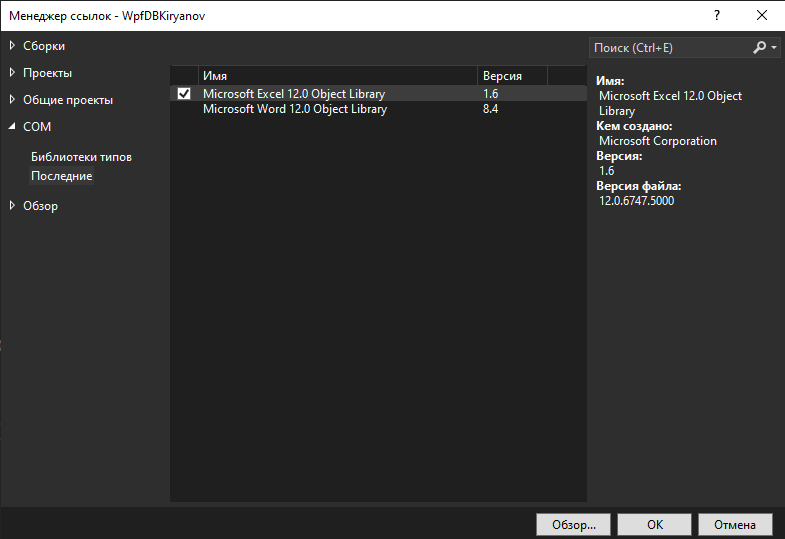 Менеджер ссылок - WpfDBKiryanov
?
Сборки
Проекты
Общие проекты
COM
Библиотеки типов
Последние
Обзор
Имя
Версия
Microsoft Excel 12.0 Object Library
1.6
Microsoft Word 12.0 Object Library
8.4
Поиск (Ctrl+E)
Имя:
Microsoft Excel 12.0 Object
Library
Кем создано:
Microsoft Corporation
Версия:
1.6
Версия файла:
12.0.6747.5000
Обзор...
OK
Отмена